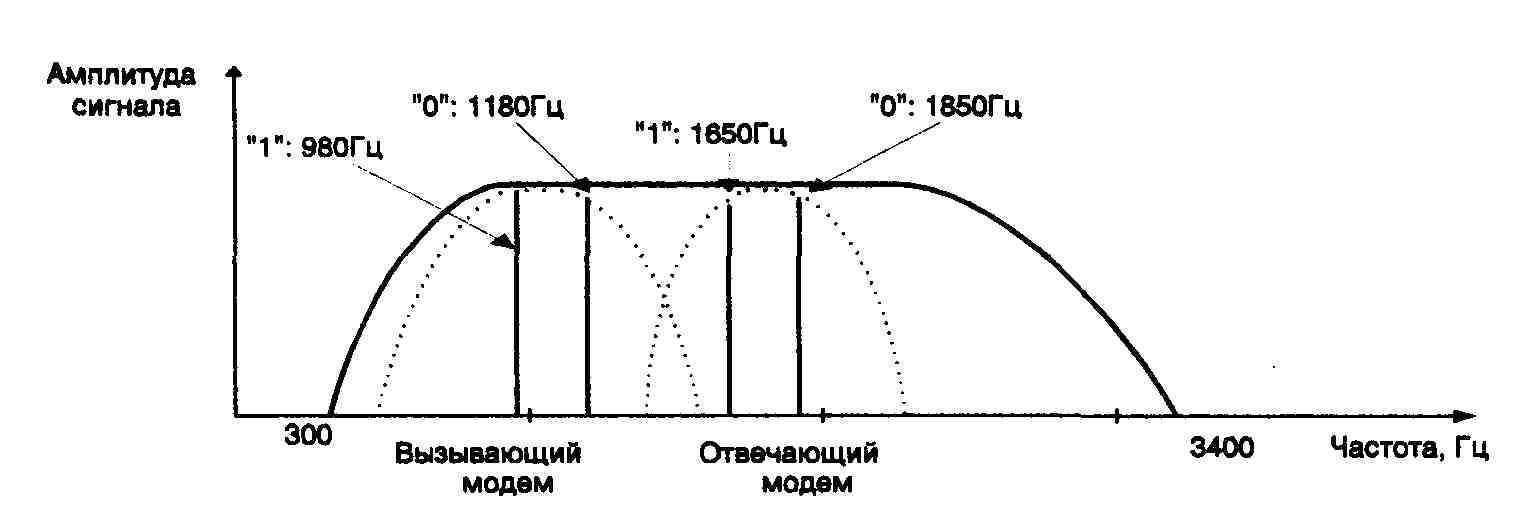 Амплитуда
сигнала
"0": 1180Гц
"0": 1850Гц
"1": 1650Гц
"1": 980Гц
300
Вызывающий
модем
Отвечающий
модем
3400
Частота, Гц